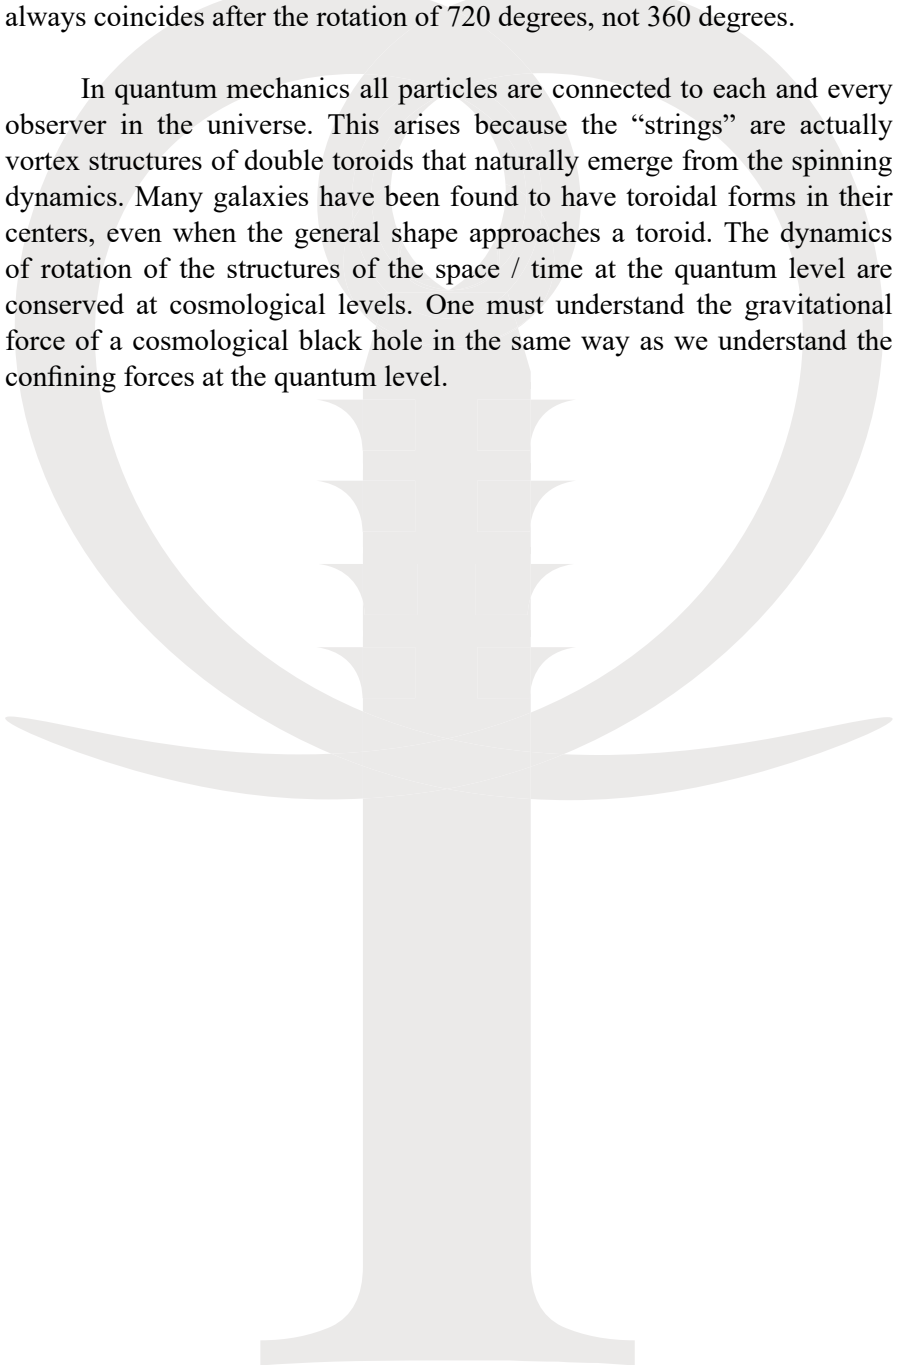 always coincides after the rotation of 720 degrees, not 360 degrees.
In quantum mechanics all particles are connected to each and every
observer in the universe. This arises because the “strings” are actually
vortex structures of double toroids that naturally emerge from the spinning
dynamics. Many galaxies have been found to have toroidal forms in their
centers, even when the general shape approaches a toroid. The dynamics
of rotation of the structures of the space / time at the quantum level are
conserved at cosmological levels. One must understand the gravitational
force of a cosmological black hole in the same way as we understand the
confining forces at the quantum level.